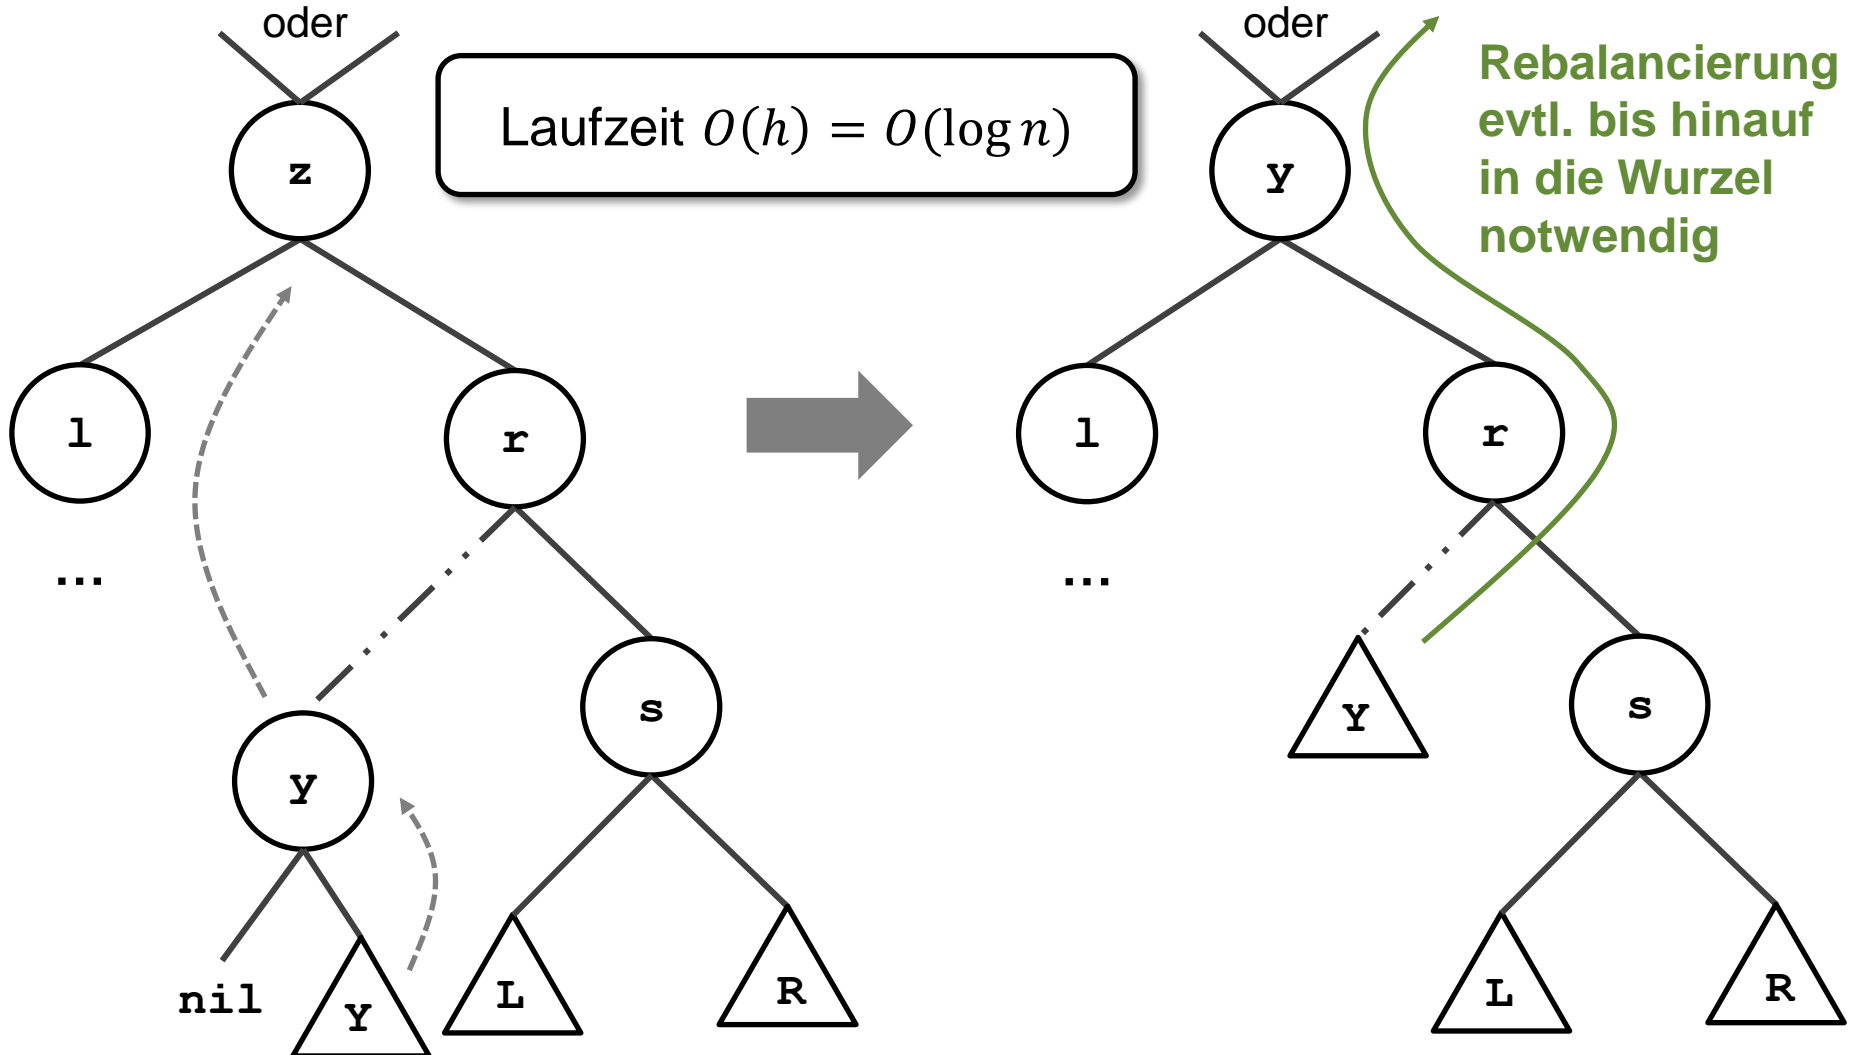 oder
oder
Laufzeit O(h) = O(log n)
Rebalancierung
evtl. bis hinauf
in die Wurzel
notwendig
z
y
l
r
l
r
...
...
y
s
Y
s
nil
Y
L
R
L
R